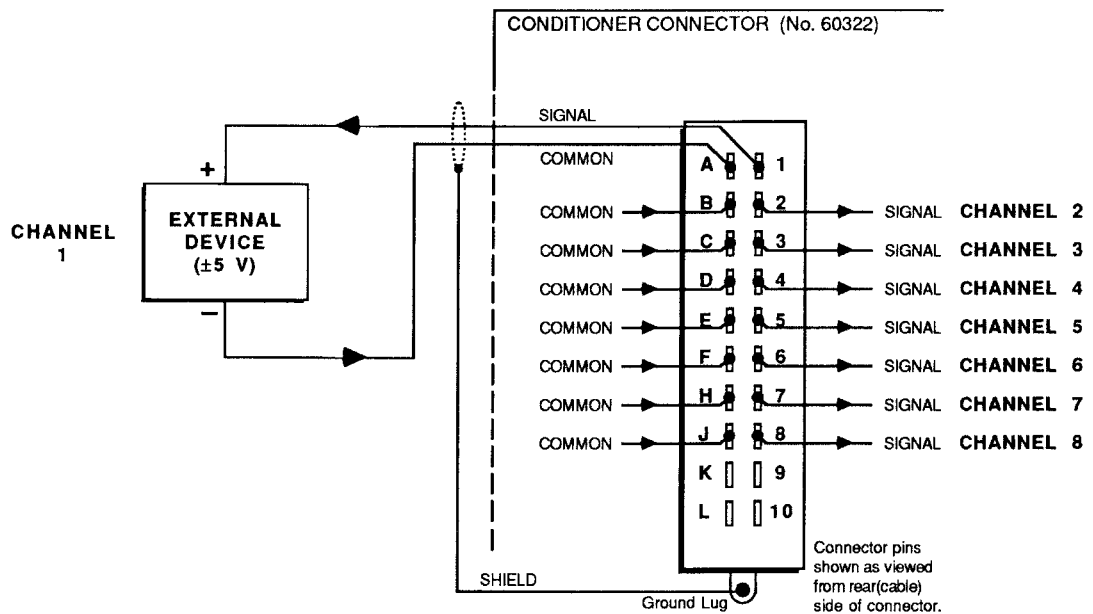 CONDITIONER CONNECTOR (No. 60322)
SIGNAL
COMMON
A 1
+
CHANNEL
1
EXTERNAL
DEVICE
(±5 V)
–
COMMON B 2 SIGNAL CHANNEL 2
COMMON C 3 SIGNAL CHANNEL 3
COMMON D 4 SIGNAL CHANNEL 4
COMMON E 5 SIGNAL CHANNEL 5
COMMON F 6 SIGNAL CHANNEL 6
COMMON H 7 SIGNAL CHANNEL 7
COMMON J 8 SIGNAL CHANNEL 8
K 9
L 10
SHIELD
Ground Lug
Connector pins
shown as viewed
from rear(cable)
side of connector.